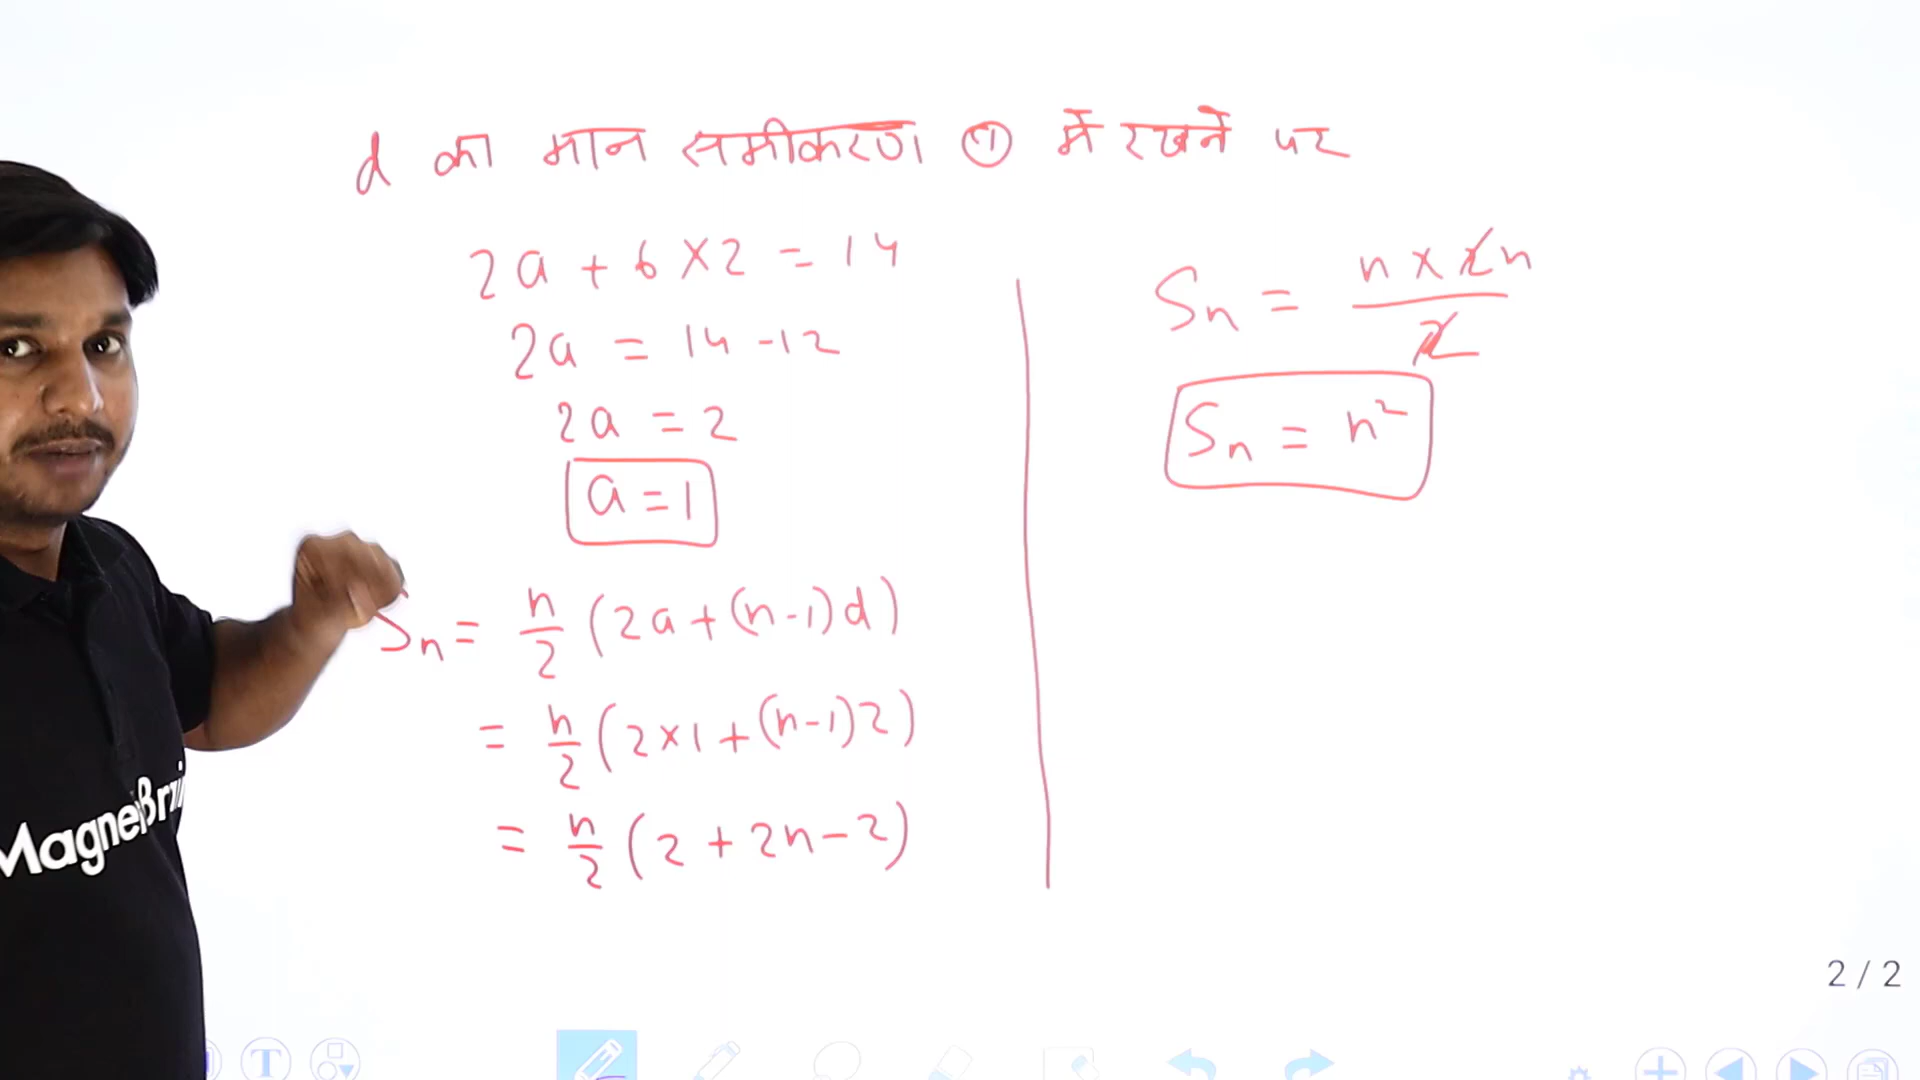 d का मान समीकरण ① में रखने पर
2a + 6 × 2 = 14
2a = 14 - 12
2a = 2
a = 1
Sn = n/2 (2a + (n-1)d)
= n/2 (2×1 + (n-1)2)
= n/2 (2 + 2n - 2)
Sn = n × 2n / 2
Sn = n²
2 / 2
T